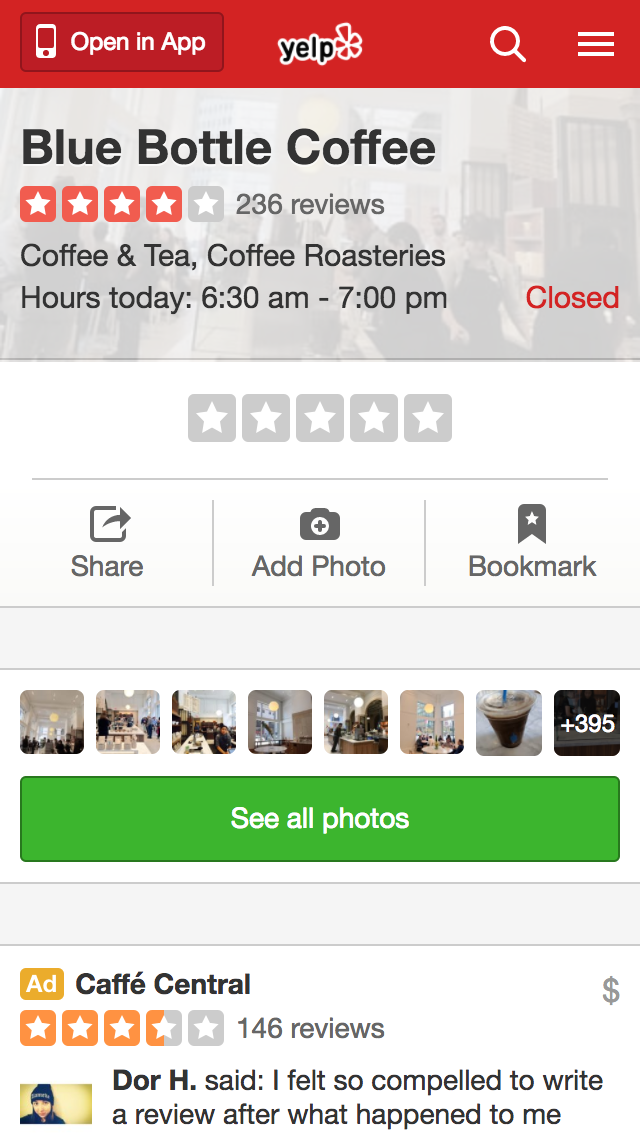 Open in App
yelp
Blue Bottle Coffee
236 reviews
Coffee & Tea, Coffee Roasteries
Hours today: 6:30 am - 7:00 pm
Closed
Share
Add Photo
Bookmark
+395
See all photos
Ad Caffé Central
$
146 reviews
Dor H. said: I felt so compelled to write
a review after what happened to me